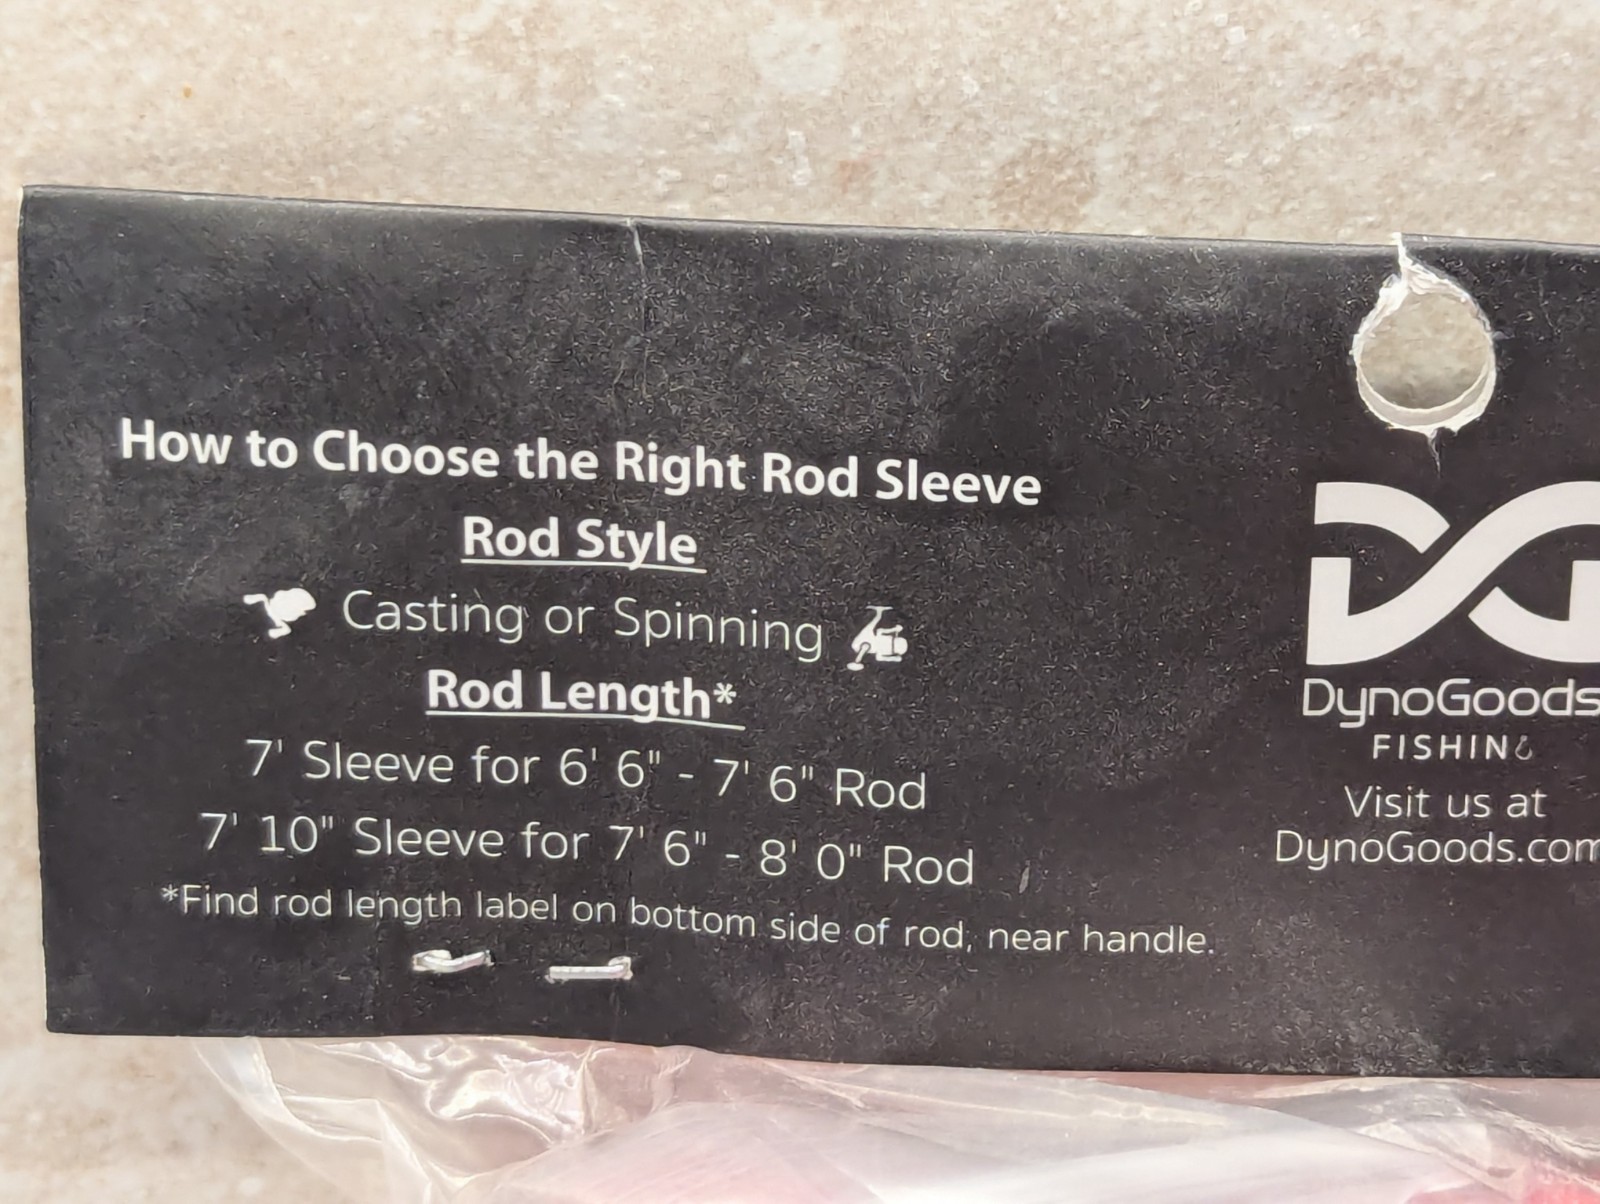 How to Choose the Right Rod Sleeve
Rod Style
Casting or Spinning
Rod Length*
7' Sleeve for 6' 6" - 7' 6" Rod
7' 10" Sleeve for 7' 6" - 8' 0" Rod
*Find rod length label on bottom side of rod, near handle.
DG
DynoGoods
FISHING
Visit us at
DynoGoods.com